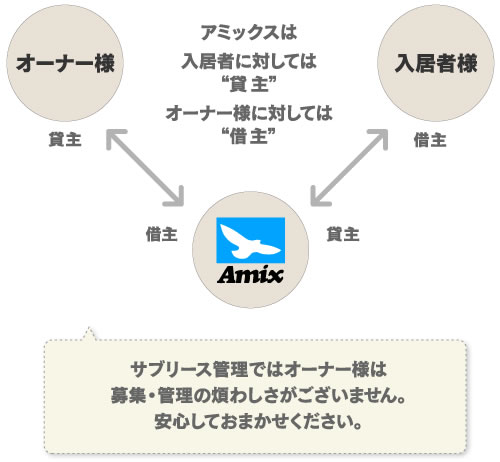 オーナー様
アミックスは
入居者に対しては
“貸 主”
オーナー様に対しては
“借 主”
入居者様
貸主
借主
借主
貸主
Amix
サブリース管理ではオーナー様は
募集・管理の煩わしさがございません。
安心しておまかせください。